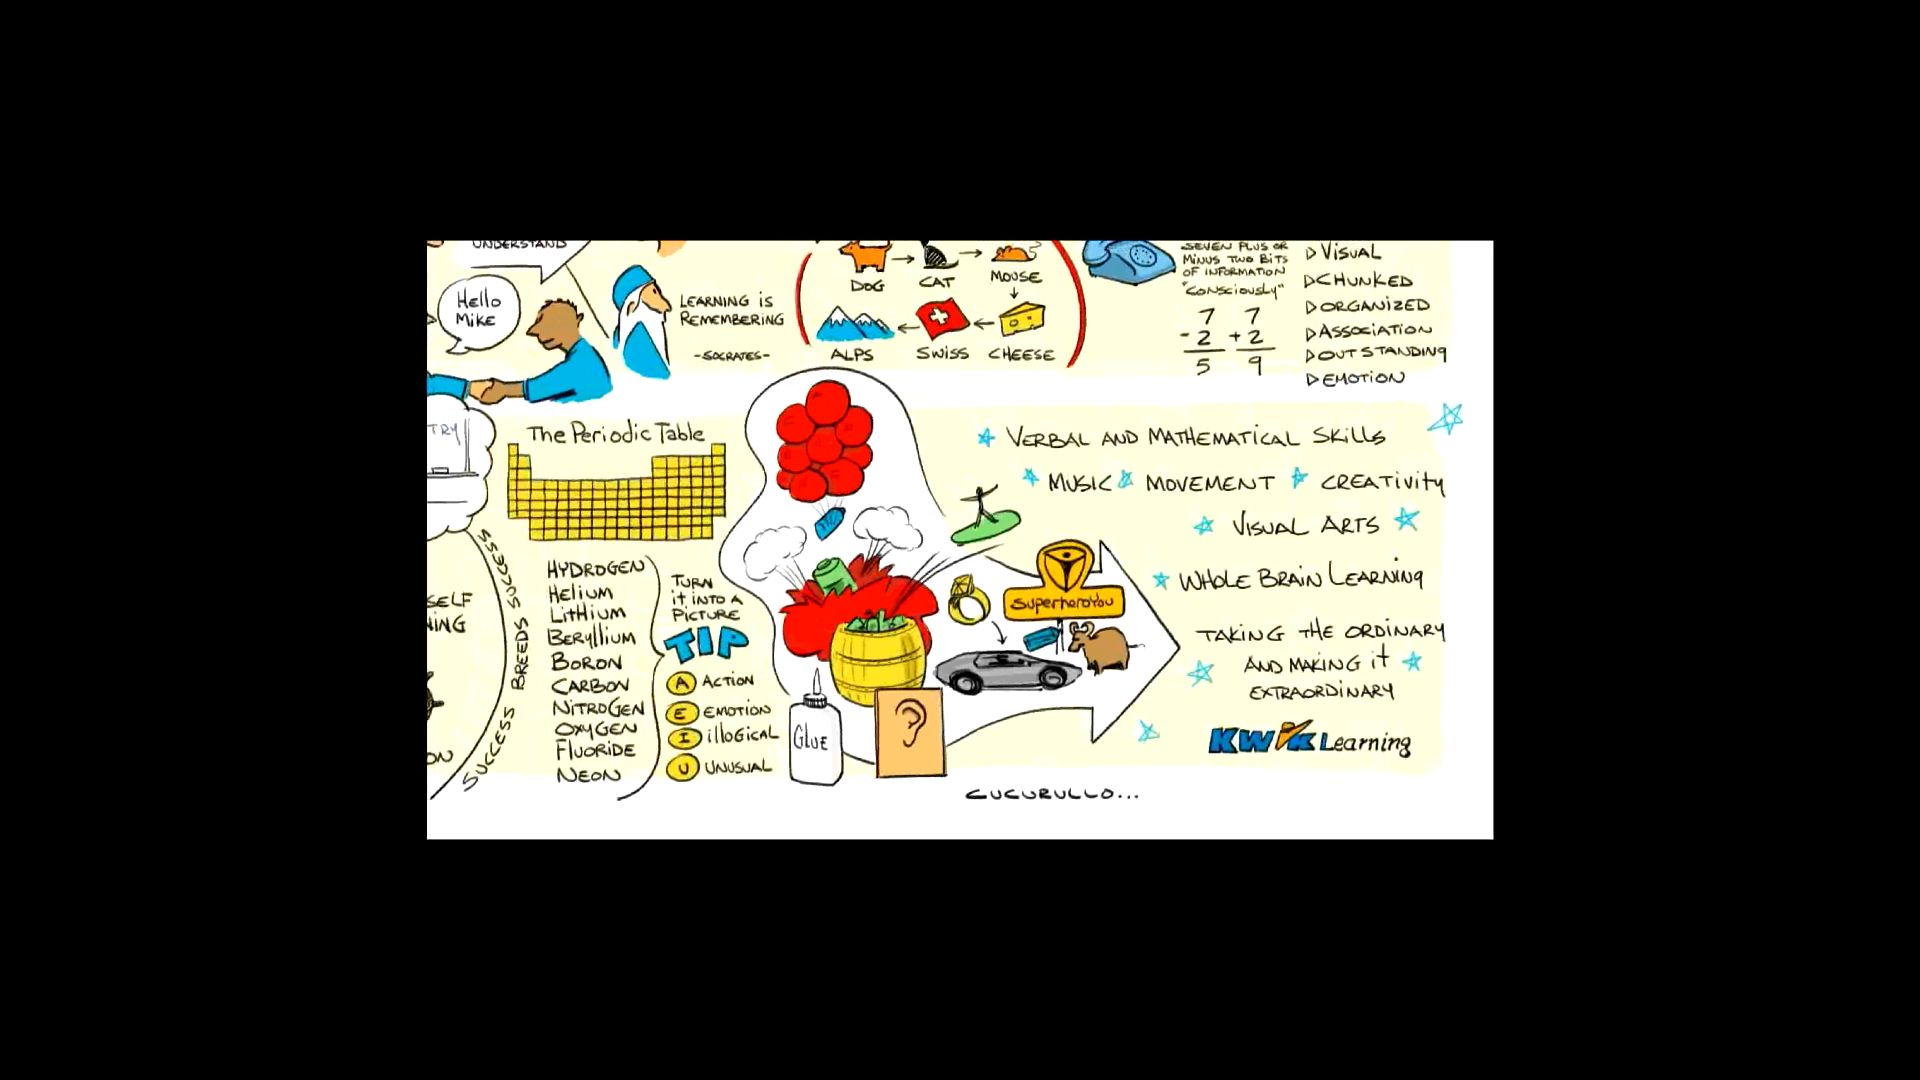 UNDERSTAND
Hello
Mike
LEARNING is
REMEMBERING
-SOCRATES-
DOG
CAT
MOUSE
ALPS
SWISS
CHEESE
SEVEN PLUS OR
MINUS TWO BITS
OF INFORMATION
"CONSCIOUSLY"
7 7
-2 +2
5 9
VISUAL
CHUNKED
ORGANIZED
ASSOCIATION
OUTSTANDING
EMOTION
TRY
SELF
NING
ON
SUCCESS BREEDS SUCCESS
The Periodic Table
HYDROGEN
Helium
Lithium
Beryllium
BORON
CARBON
NITROGEN
OXYGEN
FLUORIDE
NEON
TURN
it INTO A
PICTURE
TIP
A ACTION
E EMOTION
I illOGICAL
U UNUSUAL
GLUE
SuperheroYou
VERBAL AND MATHEMATICAL SKills
MUSIC MOVEMENT CREATIVITY
VISUAL ARTS
WHOLE BRAIN LEARNING
TAKING THE ORDINARY
AND MAKING it
EXTRAORDINARY
KWIK Learning
CUCURULLO...